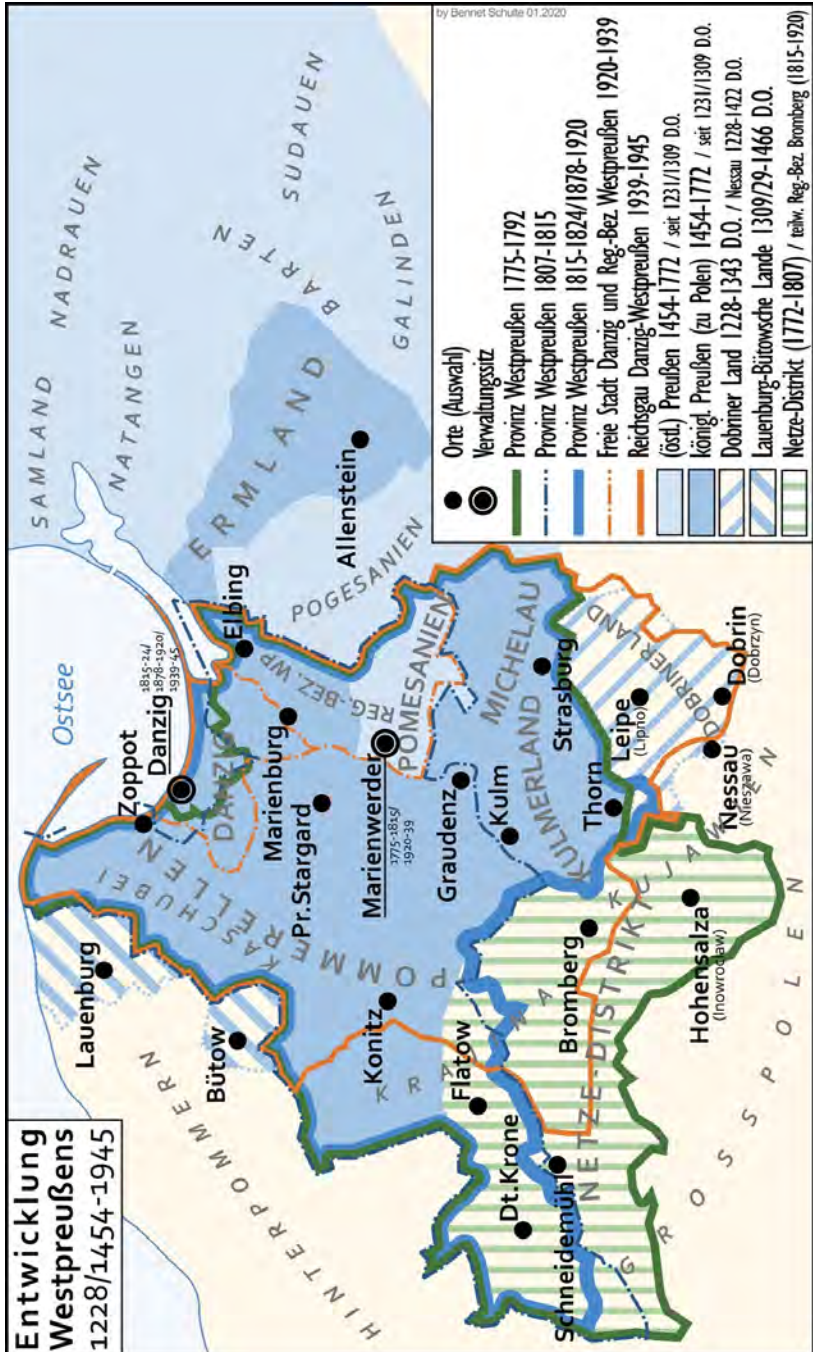 Entwicklung
Westpreußens
1228/1454-1945
by Bennet Schulte 01.2020
Ostsee
SAMLAND
NADRAUEN
NATANGEN
SUDAUEN
BARTEN
GALINDEN
ERMLAND
Allenstein
POGESANIEN
Elbing
Zoppot
Danzig
1815-24/
1878-1920/
1939-45
DANZIG
REG.-BEZ. WP
Marienburg
Pr.Stargard
Marienwerder
1775-1815/
1920-39
POMESANIEN
Lauenburg
Bütow
HINTERPOMMERN
KASCHUBEI
POMMERELLEN
Konitz
Graudenz
Kulm
KULMERLAND
MICHELAU
Strasburg
Thorn
Leipe
(Lipno)
DOBRINERLAND
Dobrin
(Dobrzyn)
Nessau
(Nieszawa)
KUJAWEN
KRAJNA
Flatow
Dt.Krone
Schneidemühl
Bromberg
NETZE-DISTRIKT
Hohensalza
(Inowrocław)
GROSSPOLEN
Orte (Auswahl)
Verwaltungssitz
Provinz Westpreußen 1775-1792
Provinz Westpreußen 1807-1815
Provinz Westpreußen 1815-1824/1878-1920
Freie Stadt Danzig und Reg.-Bez. Westpreußen 1920-1939
Reichsgau Danzig-Westpreußen 1939-1945
(östl.) Preußen 1454-1772 / seit 1231/1309 D.O.
königl. Preußen (zu Polen) 1454-1772 / seit 1231/1309 D.O.
Dobriner Land 1228-1343 D.O. / Nessau 1228-1422 D.O.
Lauenburg-Bütowsche Lande 1309/29-1466 D.O.
Netze-Distrikt (1772-1807) / teilw. Reg.-Bez. Bromberg (1815-1920)